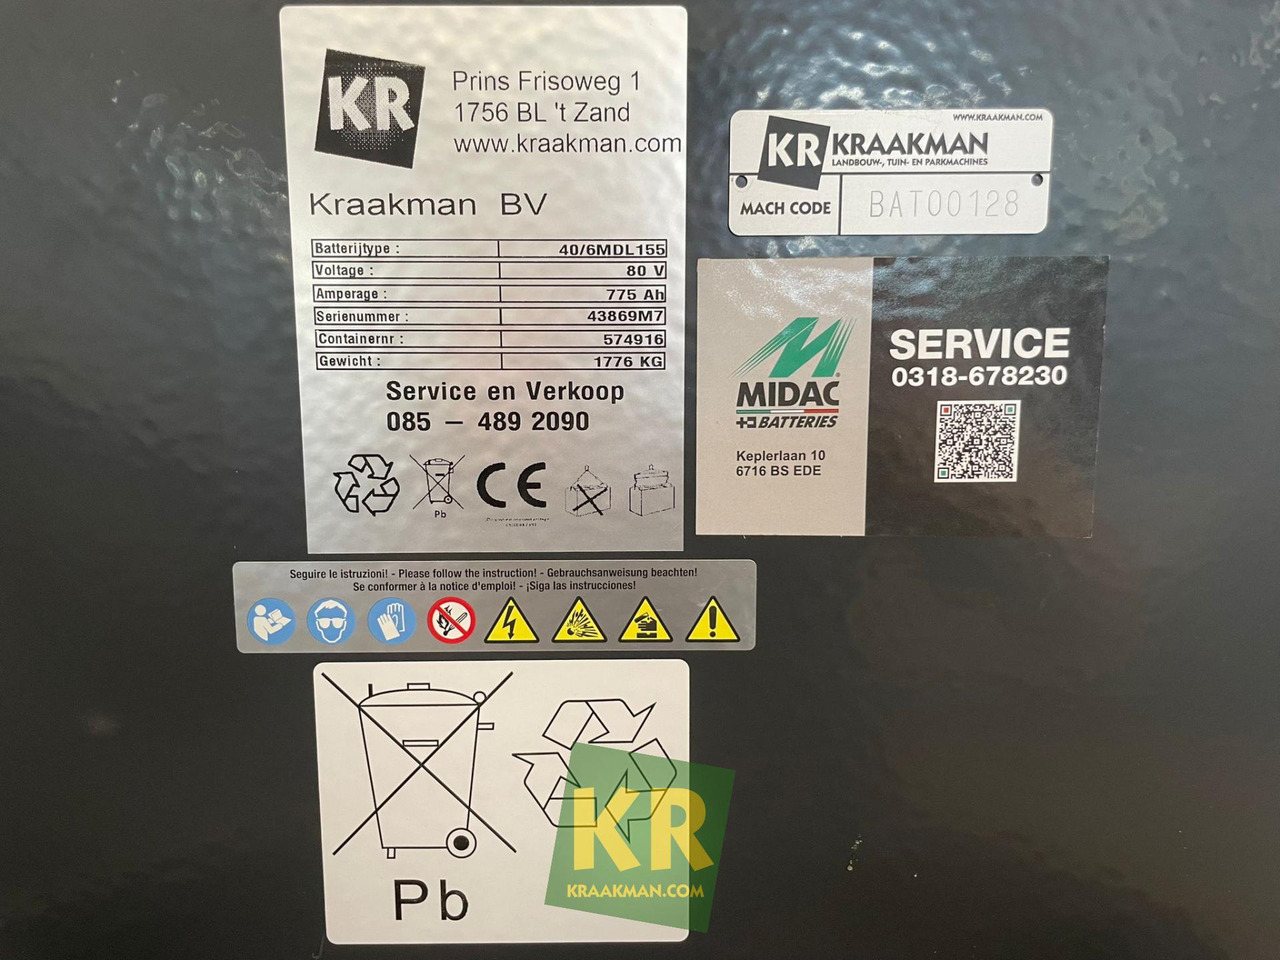 KR
Prins Frisoweg 1
1756 BL 't Zand
www.kraakman.com
Kraakman BV
Batterijtype : 40/6MDL155
Voltage : 80 V
Amperage : 775 Ah
Serienummer : 43869M7
Containernr : 574916
Gewicht : 1776 KG
Service en Verkoop
085 – 489 2090
Pb
CE
WWW.KRAAKMAN.COM
KR KRAAKMAN
LANDBOUW-, TUIN- EN PARKMACHINES
MACH CODE BAT00128
MIDAC
BATTERIES
Keplerlaan 10
6716 BS EDE
SERVICE
0318-678230
Seguire le istruzioni! - Please follow the instruction! - Gebrauchsanweisung beachten!
Se conformer à la notice d'emploi! - ¡Siga las instrucciones!
Pb
KR
KRAAKMAN.COM